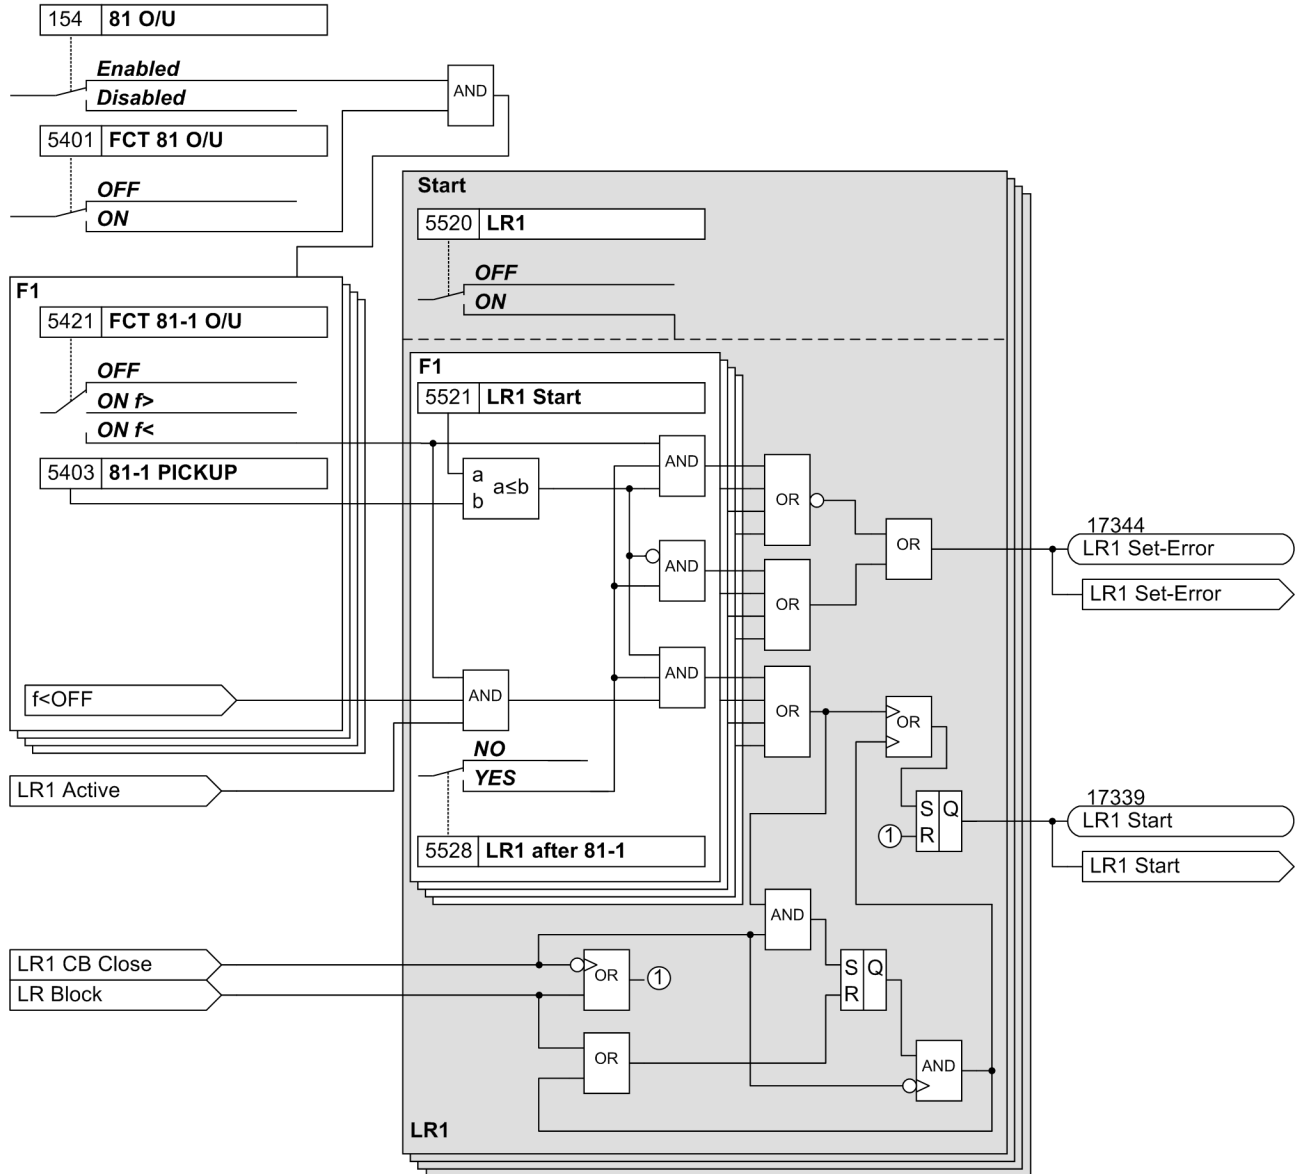 154 81 O/U
Enabled
Disabled
AND
5401 FCT 81 O/U
OFF
ON
Start
5520 LR1
OFF
ON
F1
5421 FCT 81-1 O/U
OFF
ON f>
ON f<
5403 81-1 PICKUP
f<OFF
LR1 Active
F1
5521 LR1 Start
a
b
a≤b
AND
AND
AND
AND
NO
YES
5528 LR1 after 81-1
OR
OR
OR
OR
17344
LR1 Set-Error
LR1 Set-Error
OR
S Q
R
1
17339
LR1 Start
LR1 Start
LR1 CB Close
LR Block
OR
1
AND
S Q
R
OR
AND
LR1